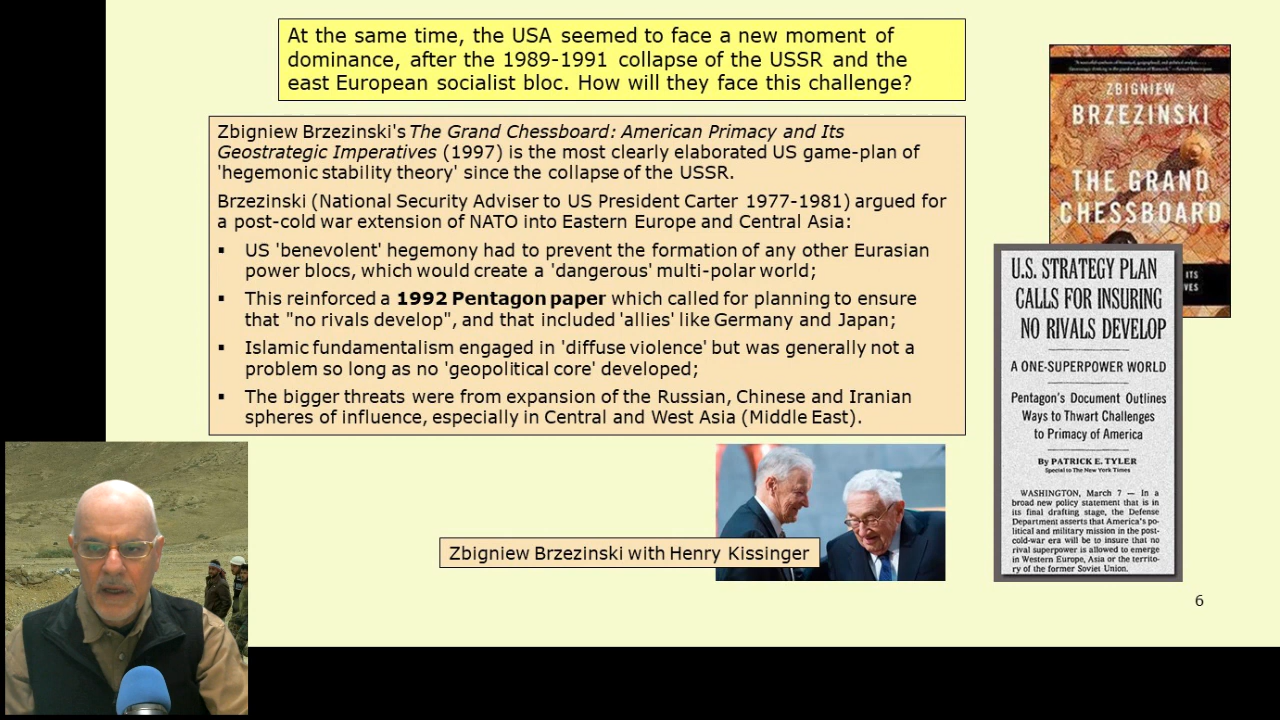 At the same time, the USA seemed to face a new moment of
dominance, after the 1989-1991 collapse of the USSR and the
east European socialist bloc. How will they face this challenge?
Zbigniew Brzezinski's The Grand Chessboard: American Primacy and Its
Geostrategic Imperatives (1997) is the most clearly elaborated US game-plan of
'hegemonic stability theory' since the collapse of the USSR.
Brzezinski (National Security Adviser to US President Carter 1977-1981) argued for
a post-cold war extension of NATO into Eastern Europe and Central Asia:
▪ US 'benevolent' hegemony had to prevent the formation of any other Eurasian
power blocs, which would create a 'dangerous' multi-polar world;
▪ This reinforced a 1992 Pentagon paper which called for planning to ensure
that "no rivals develop", and that included 'allies' like Germany and Japan;
▪ Islamic fundamentalism engaged in 'diffuse violence' but was generally not a
problem so long as no 'geopolitical core' developed;
▪ The bigger threats were from expansion of the Russian, Chinese and Iranian
spheres of influence, especially in Central and West Asia (Middle East).
Zbigniew Brzezinski with Henry Kissinger
ZBIGNIEW
BRZEZINSKI
THE GRAND
CHESSBOARD
ITS
VES
U.S. STRATEGY PLAN
CALLS FOR INSURING
NO RIVALS DEVELOP
A ONE-SUPERPOWER WORLD
Pentagon's Document Outlines
Ways to Thwart Challenges
to Primacy of America
By PATRICK E. TYLER
Special to The New York Times
WASHINGTON, March 7 — In a
broad new policy statement that is in
its final drafting stage, the Defense
Department asserts that America's po-
litical and military mission in the post-
cold-war era will be to insure that no
rival superpower is allowed to emerge
in Western Europe, Asia or the territo-
ry of the former Soviet Union.
6